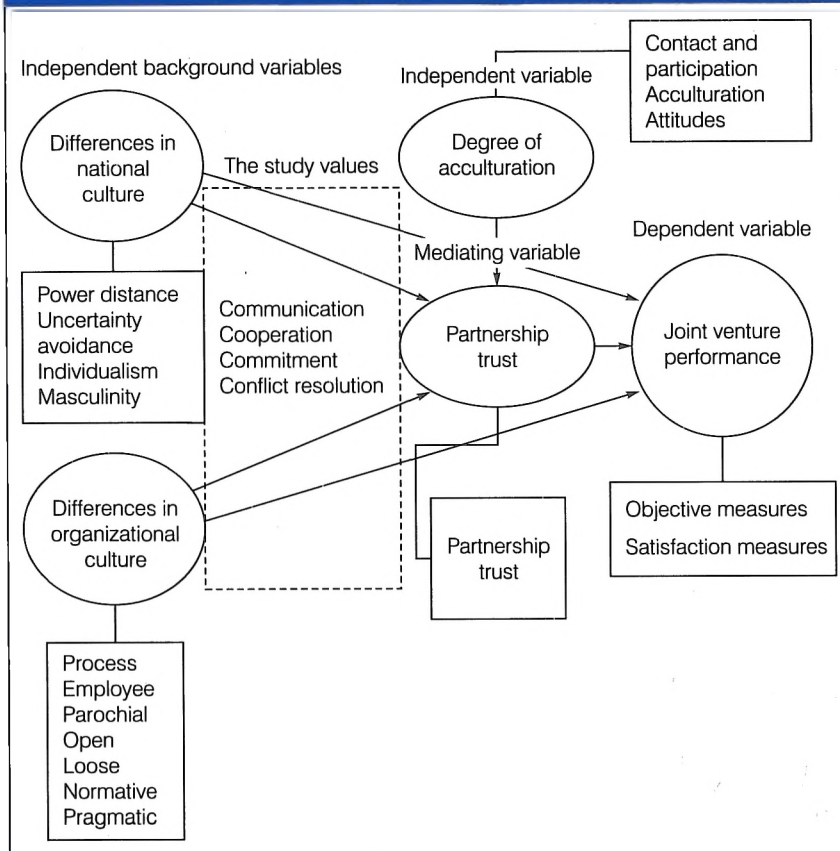 Independent background variables
Differences in
national
culture
Power distance
Uncertainty
avoidance
Individualism
Masculinity
Differences in
organizational
culture
Process
Employee
Parochial
Open
Loose
Normative
Pragmatic
The study values
Communication
Cooperation
Commitment
Conflict resolution
Independent variable
Degree of
acculturation
Contact and
participation
Acculturation
Attitudes
Mediating variable
Partnership
trust
Partnership
trust
Dependent variable
Joint venture
performance
Objective measures
Satisfaction measures